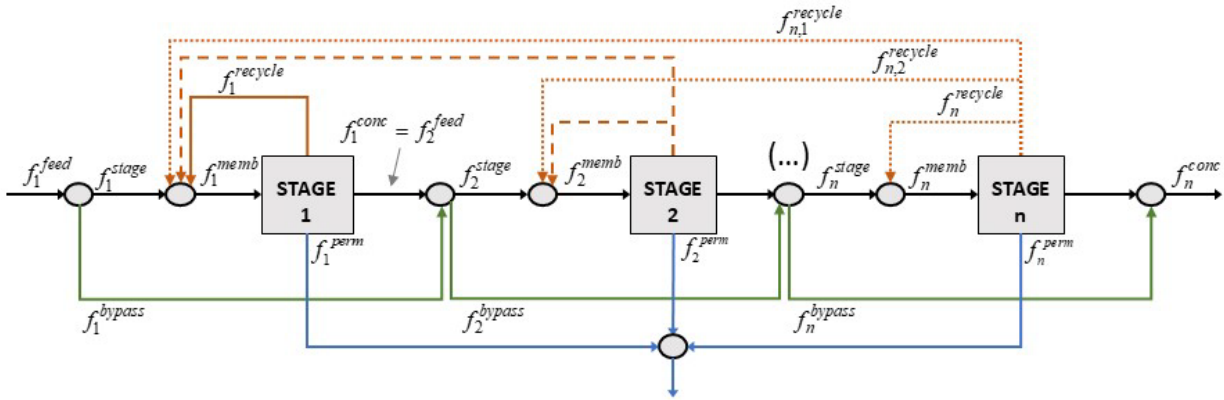 f_{n,1}^{recycle}
f_{n,2}^{recycle}
f_1^{recycle}
f_n^{recycle}
f_1^{conc} = f_2^{feed}
(...)
f_1^{feed} f_1^{stage} f_1^{memb} f_2^{stage} f_2^{memb} f_n^{stage} f_n^{memb} f_n^{conc}
STAGE
1
STAGE
2
STAGE
n
f_1^{perm} f_2^{perm} f_n^{perm}
f_1^{bypass} f_2^{bypass} f_n^{bypass}